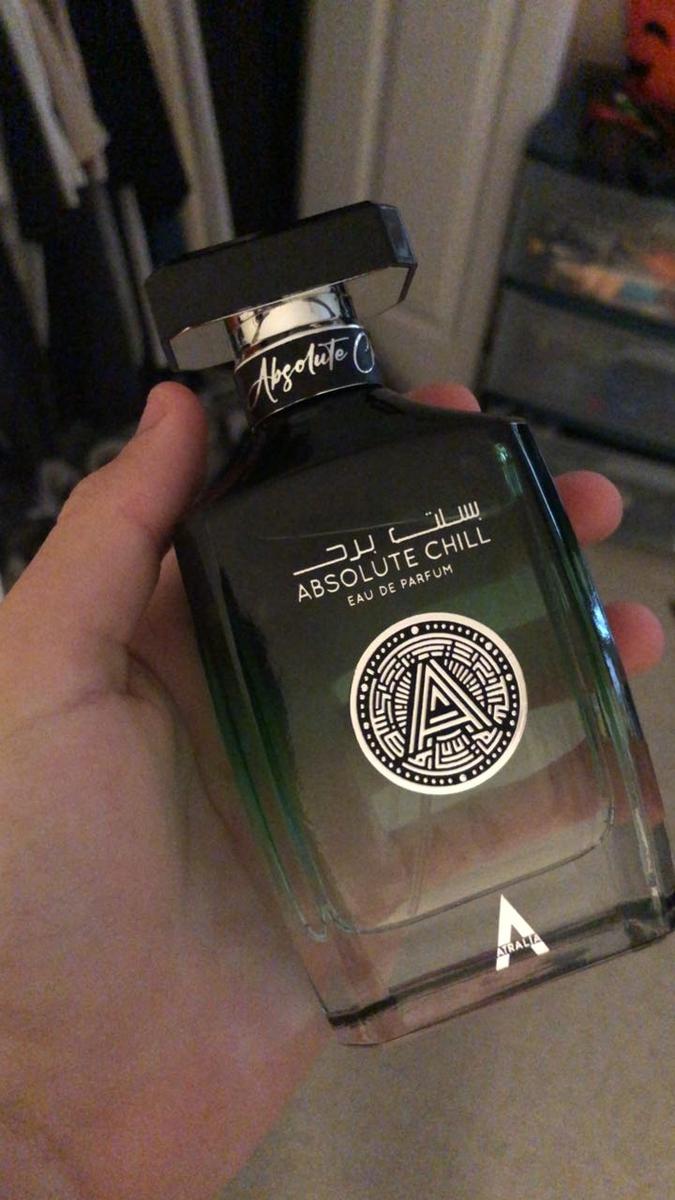 Absolute C
ABSOLUTE CHILL
EAU DE PARFUM
A
ATRALIA